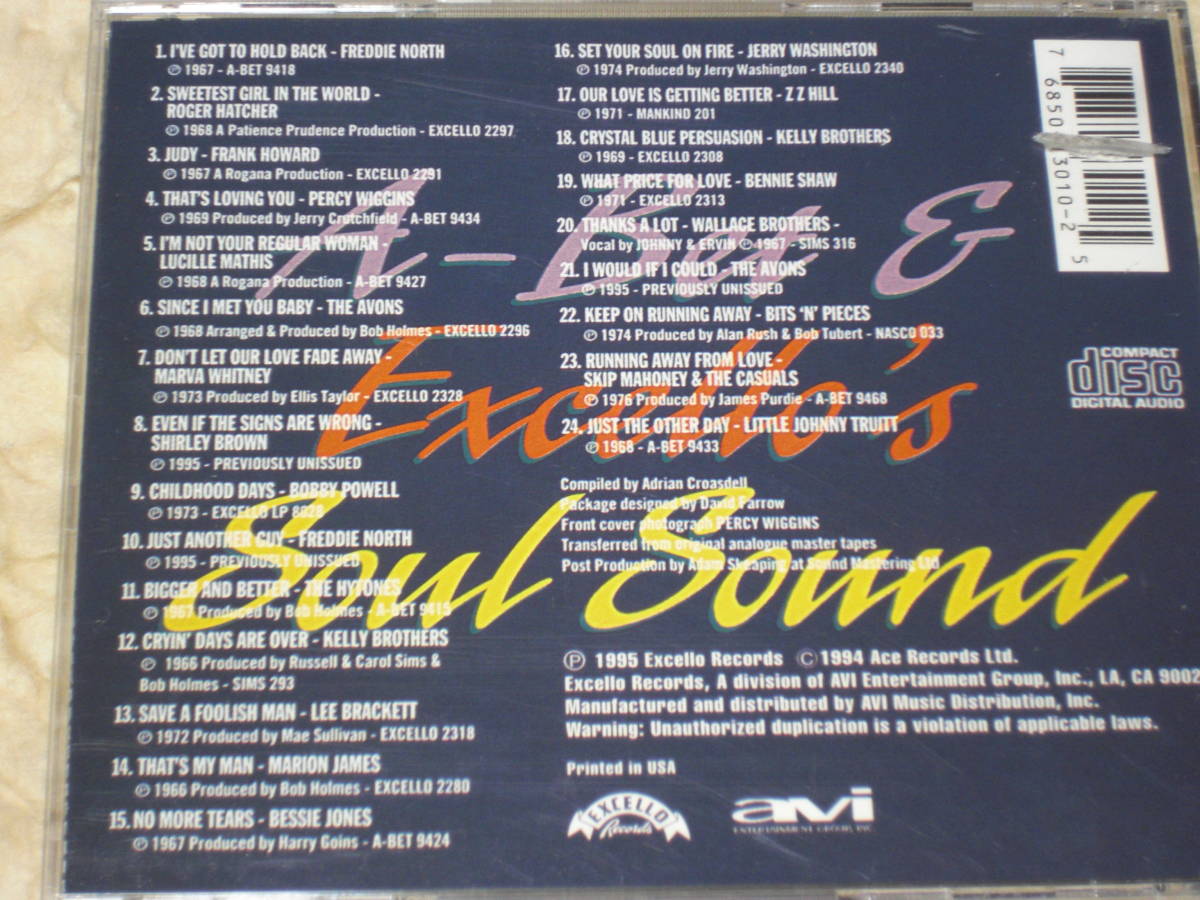 1. I'VE GOT TO HOLD BACK - FREDDIE NORTH
℗ 1967 - A-BET 9418
2. SWEETEST GIRL IN THE WORLD -
ROGER HATCHER
℗ 1968 A Patience Prudence Production - EXCELLO 2297
3. JUDY - FRANK HOWARD
℗ 1967 A Rogana Production - EXCELLO 2291
4. THAT'S LOVING YOU - PERCY WIGGINS
℗ 1969 Produced by Jerry Crutchfield - A-BET 9434
5. I'M NOT YOUR REGULAR WOMAN -
LUCILLE MATHIS
℗ 1968 A Rogana Production - A-BET 9427
6. SINCE I MET YOU BABY - THE AVONS
℗ 1968 Arranged & Produced by Bob Holmes - EXCELLO 2296
7. DON'T LET OUR LOVE FADE AWAY -
MARVA WHITNEY
℗ 1973 Produced by Ellis Taylor - EXCELLO 2328
8. EVEN IF THE SIGNS ARE WRONG -
SHIRLEY BROWN
℗ 1995 - PREVIOUSLY UNISSUED
9. CHILDHOOD DAYS - BOBBY POWELL
℗ 1973 - EXCELLO LP 8028
10. JUST ANOTHER GUY - FREDDIE NORTH
℗ 1995 - PREVIOUSLY UNISSUED
11. BIGGER AND BETTER - THE HYTONES
℗ 1967 Produced by Bob Holmes - A-BET 9415
12. CRYIN' DAYS ARE OVER - KELLY BROTHERS
℗ 1966 Produced by Russell & Carol Sims &
Bob Holmes - SIMS 293
13. SAVE A FOOLISH MAN - LEE BRACKETT
℗ 1972 Produced by Mae Sullivan - EXCELLO 2318
14. THAT'S MY MAN - MARION JAMES
℗ 1966 Produced by Bob Holmes - EXCELLO 2280
15. NO MORE TEARS - BESSIE JONES
℗ 1967 Produced by Harry Goins - A-BET 9424
16. SET YOUR SOUL ON FIRE - JERRY WASHINGTON
℗ 1974 Produced by Jerry Washington - EXCELLO 2340
17. OUR LOVE IS GETTING BETTER - Z Z HILL
℗ 1971 - MANKIND 201
18. CRYSTAL BLUE PERSUASION - KELLY BROTHERS
℗ 1969 - EXCELLO 2308
19. WHAT PRICE FOR LOVE - BENNIE SHAW
℗ 1971 - EXCELLO 2313
20. THANKS A LOT - WALLACE BROTHERS -
Vocal by JOHNNY & ERVIN ℗ 1967 - SIMS 316
21. I WOULD IF I COULD - THE AVONS
℗ 1995 - PREVIOUSLY UNISSUED
22. KEEP ON RUNNING AWAY - BITS 'N' PIECES
℗ 1974 Produced by Alan Rush & Bob Tubert - NASCO 033
23. RUNNING AWAY FROM LOVE -
SKIP MAHONEY & THE CASUALS
℗ 1976 Produced by James Purdie - A-BET 9468
24. JUST THE OTHER DAY - LITTLE JOHNNY TRUITT
℗ 1968 - A-BET 9433
Compiled by Adrian Croasdell
Package designed by David Farrow
Front cover photograph PERCY WIGGINS
Transferred from original analogue master tapes
Post Production by Adam Skeaping at Sound Mastering Ltd
A-Bet &
Excello's
Soul Sound
7 6850 3010-2 5
COMPACT
disc
DIGITAL AUDIO
℗ 1995 Excello Records © 1994 Ace Records Ltd.
Excello Records, A division of AVI Entertainment Group, Inc., LA, CA 9002
Manufactured and distributed by AVI Music Distribution, Inc.
Warning: Unauthorized duplication is a violation of applicable laws.
Printed in USA
EXCELLO
Records
avi
ENTERTAINMENT GROUP, INC.